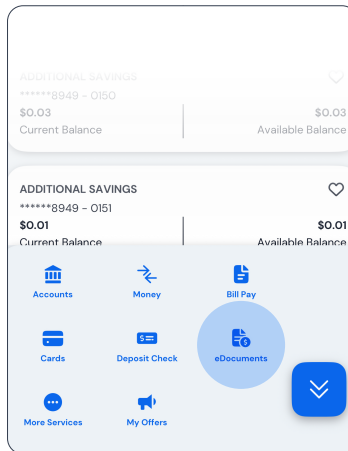 ADDITIONAL SAVINGS
******8949 - 0150
$0.03 $0.03
Current Balance Available Balance
ADDITIONAL SAVINGS
******8949 - 0151
$0.01 $0.01
Current Balance Available Balance
Accounts Money Bill Pay
Cards Deposit Check eDocuments
More Services My Offers